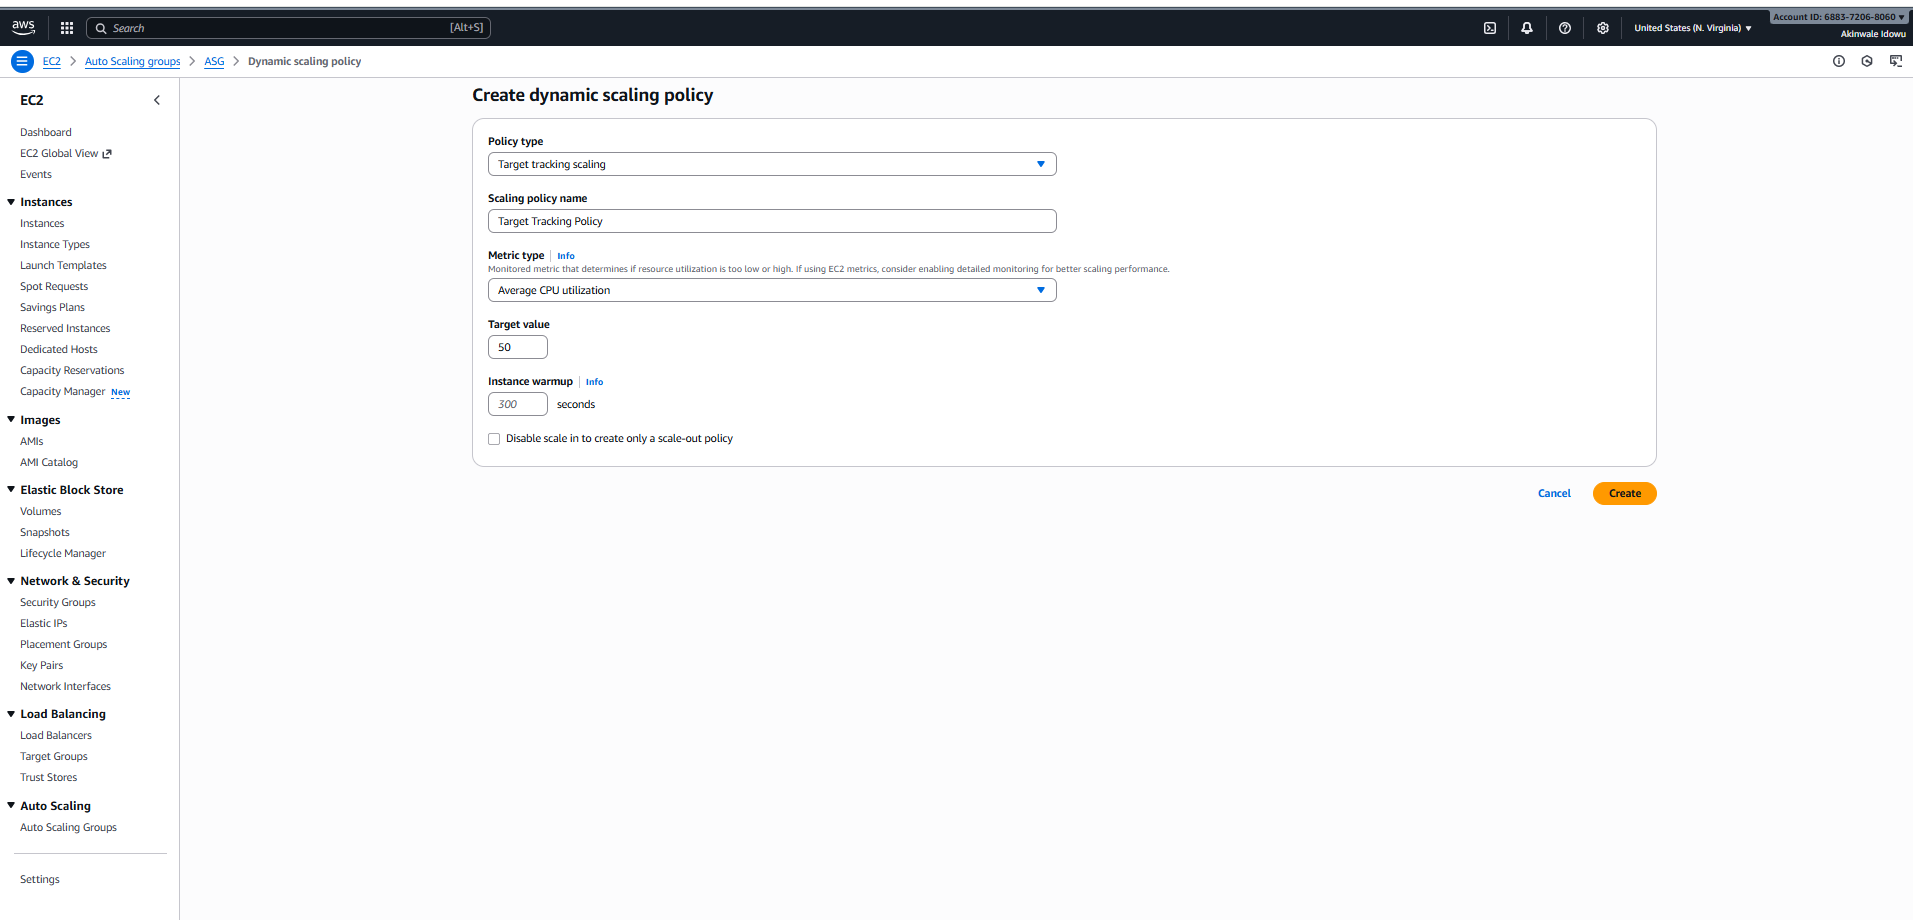 aws
Search [Alt+S]
United States (N. Virginia) ▼
Account ID: 6883-7206-8060 ▼
Akinwale Idowu
EC2 > Auto Scaling groups > ASG > Dynamic scaling policy
EC2
Dashboard
EC2 Global View
Events
Instances
Instances
Instance Types
Launch Templates
Spot Requests
Savings Plans
Reserved Instances
Dedicated Hosts
Capacity Reservations
Capacity Manager New
Images
AMIs
AMI Catalog
Elastic Block Store
Volumes
Snapshots
Lifecycle Manager
Network & Security
Security Groups
Elastic IPs
Placement Groups
Key Pairs
Network Interfaces
Load Balancing
Load Balancers
Target Groups
Trust Stores
Auto Scaling
Auto Scaling Groups
Settings
Create dynamic scaling policy
Policy type
Target tracking scaling
Scaling policy name
Target Tracking Policy
Metric type | Info
Monitored metric that determines if resource utilization is too low or high. If using EC2 metrics, consider enabling detailed monitoring for better scaling performance.
Average CPU utilization
Target value
50
Instance warmup | Info
300 seconds
Disable scale in to create only a scale-out policy
Cancel Create